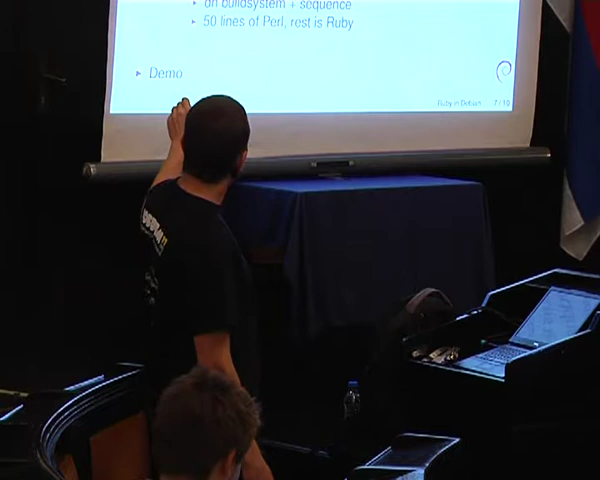 ▸ dh buildsystem + sequence
▸ 50 lines of Perl, rest is Ruby
▸ Demo
Ruby in Debian 7 / 10